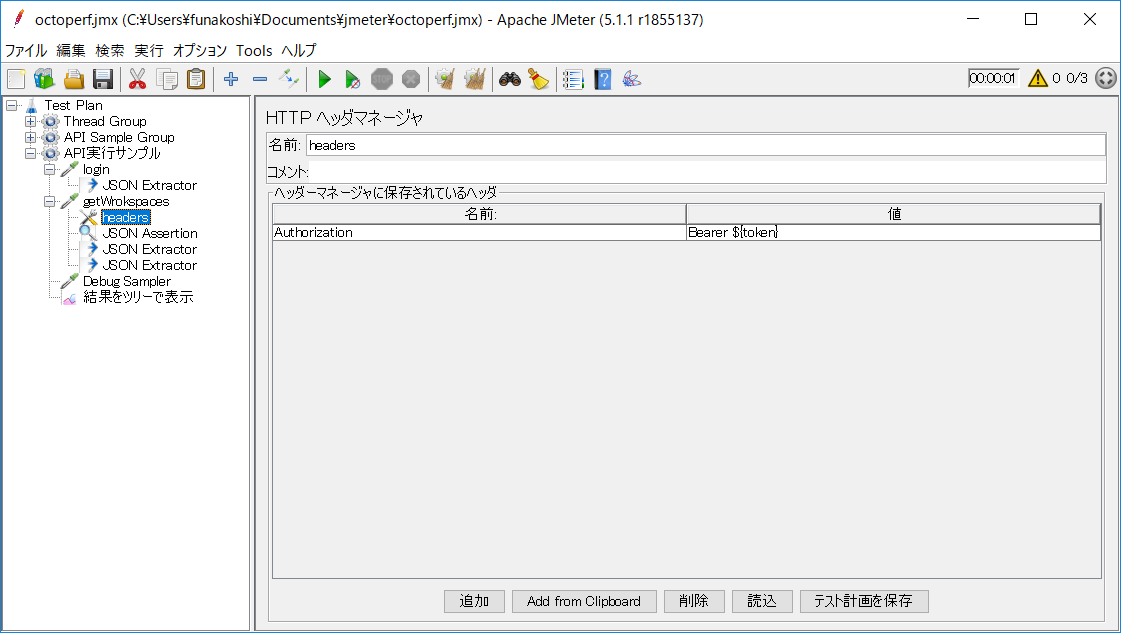 octoperf.jmx (C:¥Users¥funakoshi¥Documents¥jmeter¥octoperf.jmx) - Apache JMeter (5.1.1 r1855137)
ファイル 編集 検索 実行 オプション Tools ヘルプ
STOP 00:00:01 0 0/3
Test Plan
Thread Group
API Sample Group
API実行サンプル
login
JSON Extractor
getWrokspaces
headers
JSON Assertion
JSON Extractor
JSON Extractor
Debug Sampler
結果をツリーで表示
HTTP ヘッダマネージャ
名前: headers
コメント:
ヘッダーマネージャに保存されているヘッダ
名前: 値
Authorization Bearer ${token}
追加 Add from Clipboard 削除 読込 テスト計画を保存